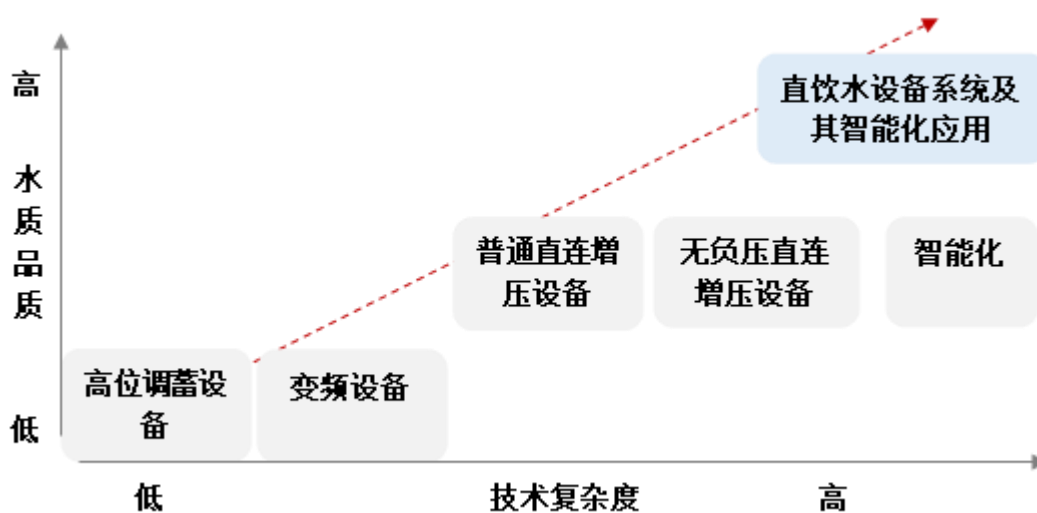 高
直饮水设备系统及
其智能化应用
水
质
品
质
普通直连增
压设备
无负压直连
增压设备
智能化
高位调蓄设
备
变频设备
低
低
技术复杂度
高